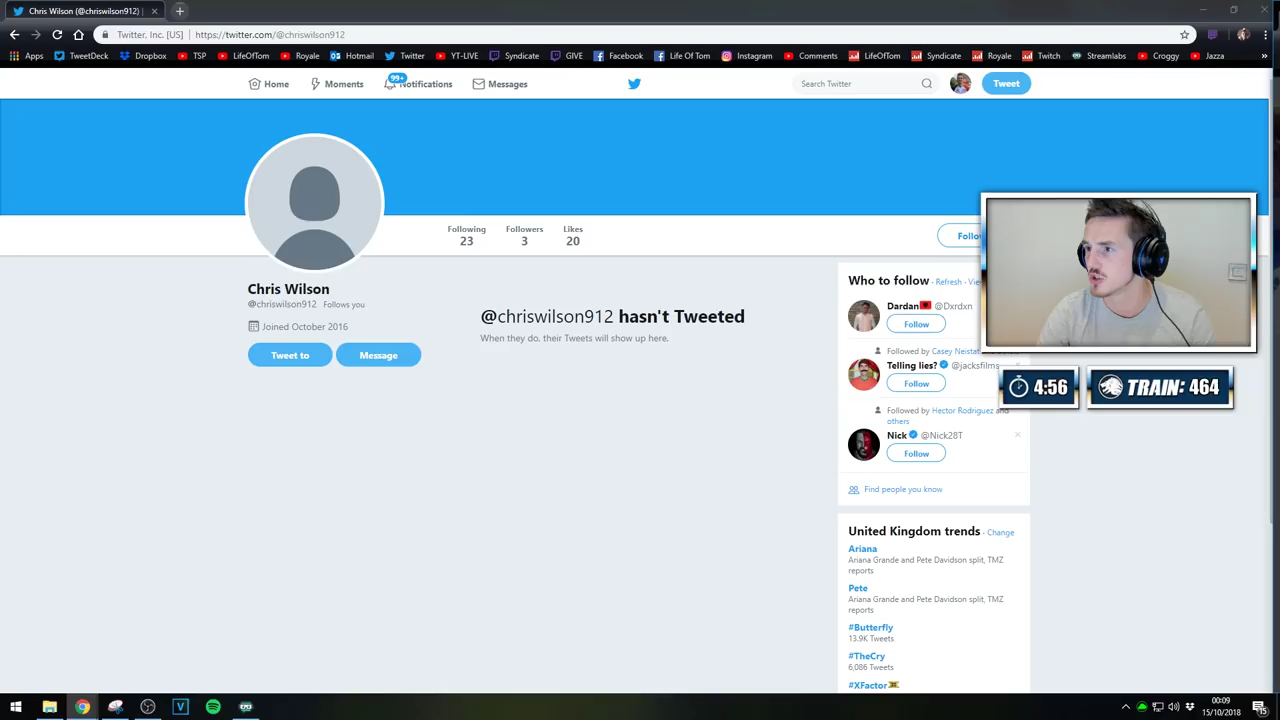 Chris Wilson (@chriswilson912) |
Twitter, Inc. [US] | https://twitter.com/@chriswilson912
Apps TweetDeck Dropbox TSP LifeOfTom Royale Hotmail Twitter YT-LIVE Syndicate GIVE Facebook Life Of Tom Instagram Comments LifeOfTom Syndicate Royale Twitch Streamlabs Croggy Jazza »
Home Moments 99+ Notifications Messages Search Twitter Tweet
Following Followers Likes
23 3 20
Follow
Chris Wilson
@chriswilson912 Follows you
Joined October 2016
Tweet to Message
@chriswilson912 hasn't Tweeted
When they do, their Tweets will show up here.
Who to follow · Refresh ·
Dardan @Dxrdxn
Follow
Followed by Casey Neistat
Telling lies? @jacksfilms
Follow
Followed by Hector Rodriguez and
others
Nick @Nick28T
Follow
Find people you know
4:56 TRAIN: 464
United Kingdom trends · Change
Ariana
Ariana Grande and Pete Davidson split, TMZ
reports
Pete
Ariana Grande and Pete Davidson split, TMZ
reports
#Butterfly
13.9K Tweets
#TheCry
6,086 Tweets
#XFactor
00:09
15/10/2018
15